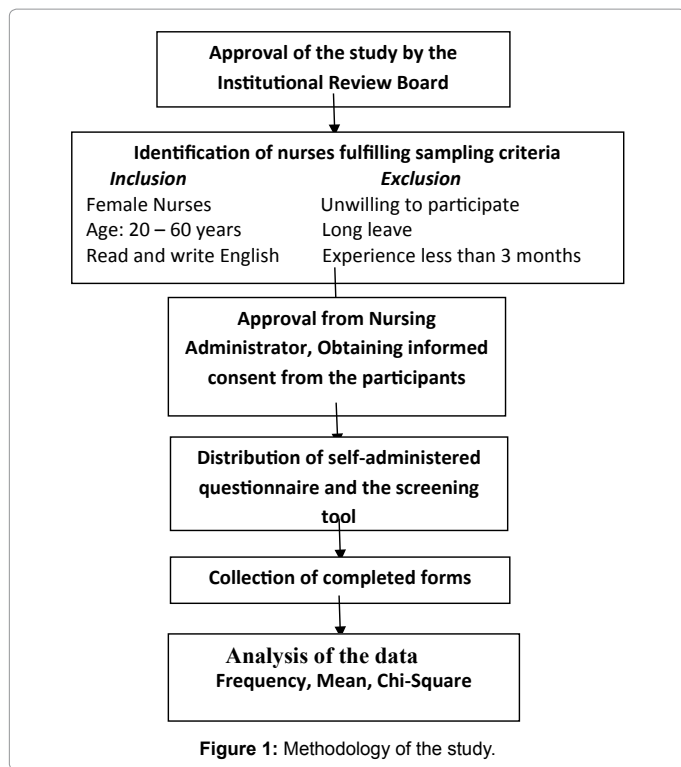 Approval of the study by the
Institutional Review Board
Identification of nurses fulfilling sampling criteria
Inclusion Exclusion
Female Nurses Unwilling to participate
Age: 20 – 60 years Long leave
Read and write English Experience less than 3 months
Approval from Nursing
Administrator, Obtaining informed
consent from the participants
Distribution of self-administered
questionnaire and the screening
tool
Collection of completed forms
Analysis of the data
Frequency, Mean, Chi-Square
Figure 1: Methodology of the study.